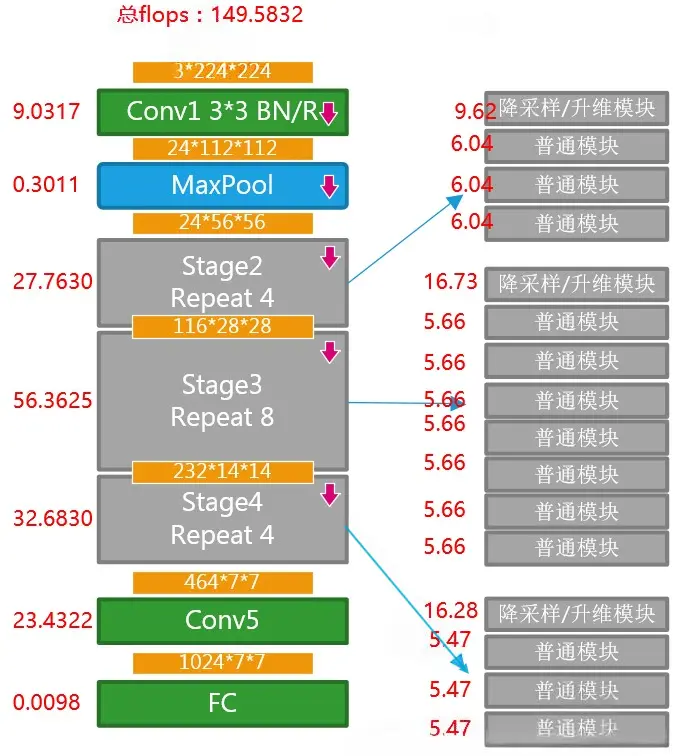 总flops：149.5832
3*224*224
9.0317
Conv1 3*3 BN/R
24*112*112
0.3011
MaxPool
24*56*56
27.7630
Stage2
Repeat 4
116*28*28
56.3625
Stage3
Repeat 8
232*14*14
32.6830
Stage4
Repeat 4
464*7*7
23.4322
Conv5
1024*7*7
0.0098
FC
9.62 降采样/升维模块
6.04 普通模块
6.04 普通模块
6.04 普通模块
16.73 降采样/升维模块
5.66 普通模块
5.66 普通模块
5.66 普通模块
5.66 普通模块
5.66 普通模块
5.66 普通模块
5.66 普通模块
16.28 降采样/升维模块
5.47 普通模块
5.47 普通模块
5.47 普通模块